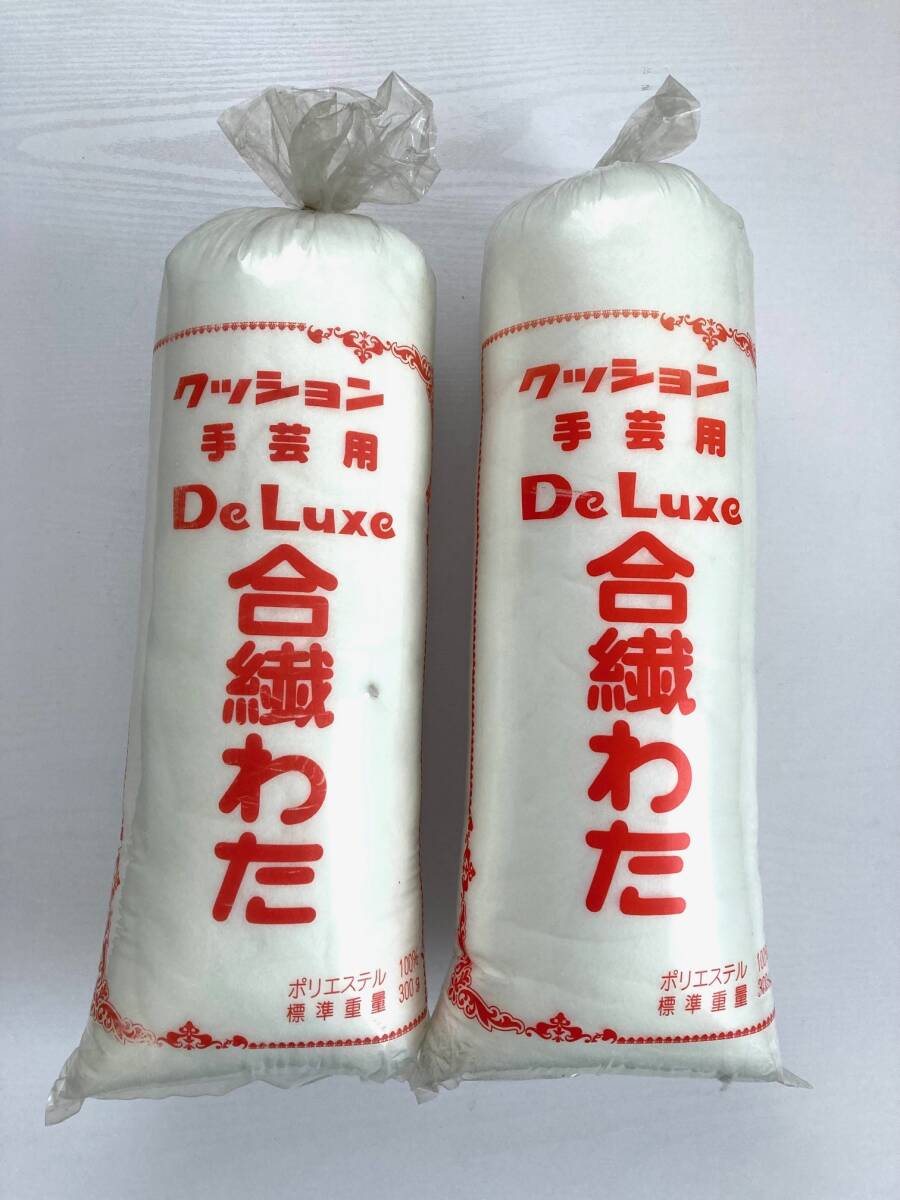 クッション
手芸用
DeLuxe
合繊わた
ポリエステル 100%
標準重量 300g
クッション
手芸用
DeLuxe
合繊わた
ポリエステル
標準重量